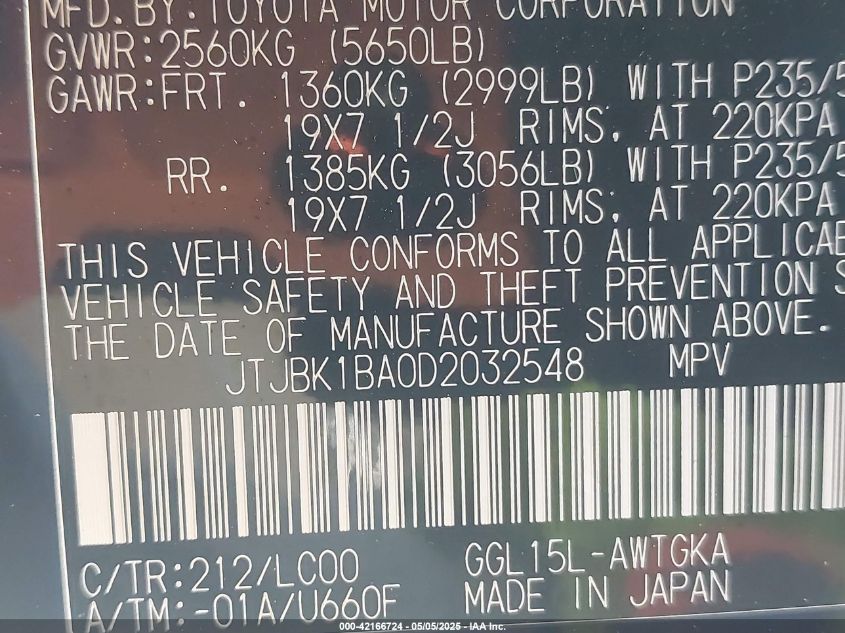 MFD.BY:TOYOTA MOTOR CORPORATION
GVWR:2560KG (5650LB)
GAWR:FRT. 1360KG (2999LB) WITH P235/5
19X7 1/2J RIMS, AT 220KPA
RR. 1385KG (3056LB) WITH P235/5
19X7 1/2J RIMS, AT 220KPA
THIS VEHICLE CONFORMS TO ALL APPLICAB
VEHICLE SAFETY AND THEFT PREVENTION S
THE DATE OF MANUFACTURE SHOWN ABOVE.
JTJBK1BA0D2032548 MPV
C/TR:212/LC00 GGL15L-AWTGKA
A/TM:-01A/U660F MADE IN JAPAN
000-42166724 - 05/05/2025 - IAA Inc.